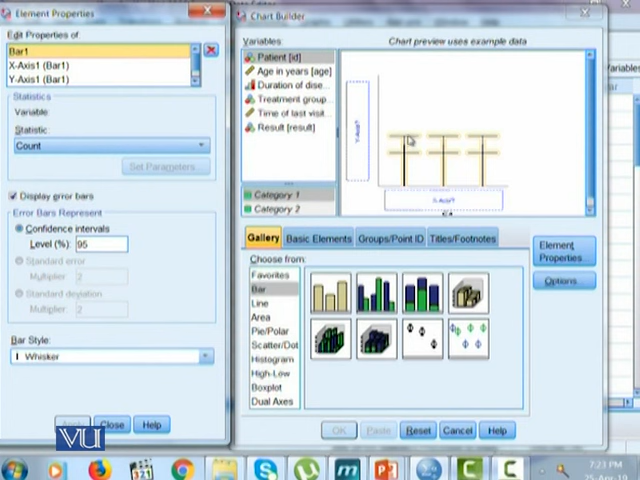 Element Properties
Edit Properties of
Bar1
X-Axis1 (Bar1)
Y-Axis1 (Bar1)
Statistics
Variable:
Statistic:
Count
Set Parameters...
Display error bars
Error Bars Represent
Confidence intervals
Level (%): 95
Standard error
Multiplier: 2
Standard deviation
Multiplier: 2
Bar Style:
Whisker
Apply
Close
Help
Chart Builder
Variables:
Chart preview uses example data
Patient [id]
Age in years [age]
Duration of dise...
Treatment group...
Time of last visit...
Result [result]
Category 1
Category 2
Y-Axis?
X-Axis?
Gallery
Basic Elements
Groups/Point ID
Titles/Footnotes
Choose from:
Favorites
Bar
Line
Area
Pie/Polar
Scatter/Dot
Histogram
High-Low
Boxplot
Dual Axes
Element Properties...
Options...
OK
Paste
Reset
Cancel
Help
Variables
VU
321
7:23 PM
25-Apr-19